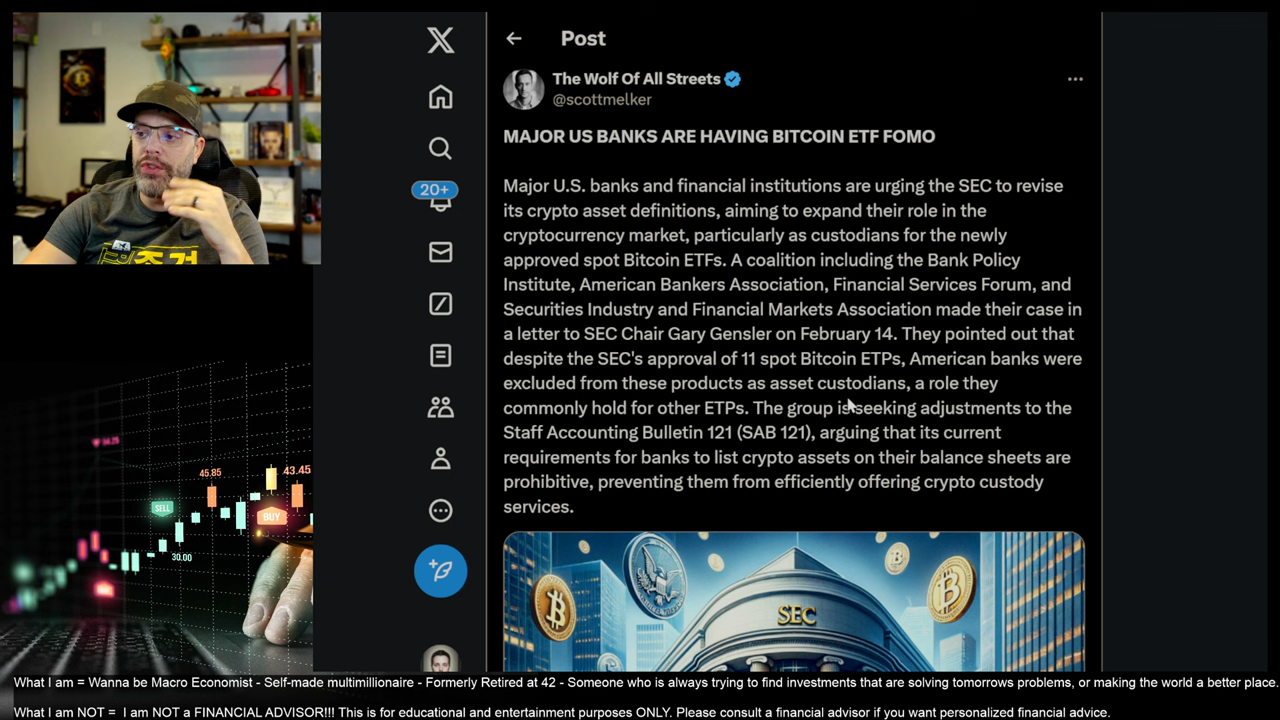 Post
The Wolf Of All Streets
@scottmelker
MAJOR US BANKS ARE HAVING BITCOIN ETF FOMO
Major U.S. banks and financial institutions are urging the SEC to revise
its crypto asset definitions, aiming to expand their role in the
cryptocurrency market, particularly as custodians for the newly
approved spot Bitcoin ETFs. A coalition including the Bank Policy
Institute, American Bankers Association, Financial Services Forum, and
Securities Industry and Financial Markets Association made their case in
a letter to SEC Chair Gary Gensler on February 14. They pointed out that
despite the SEC's approval of 11 spot Bitcoin ETPs, American banks were
excluded from these products as asset custodians, a role they
commonly hold for other ETPs. The group is seeking adjustments to the
Staff Accounting Bulletin 121 (SAB 121), arguing that its current
requirements for banks to list crypto assets on their balance sheets are
prohibitive, preventing them from efficiently offering crypto custody
services.
20+
SEC
45.85
43.45
SELL
BUY
30.00
What I am = Wanna be Macro Economist - Self-made multimillionaire - Formerly Retired at 42 - Someone who is always trying to find investments that are solving tomorrows problems, or making the world a better place.
What I am NOT = I am NOT a FINANCIAL ADVISOR!!! This is for educational and entertainment purposes ONLY. Please consult a financial advisor if you want personalized financial advice.